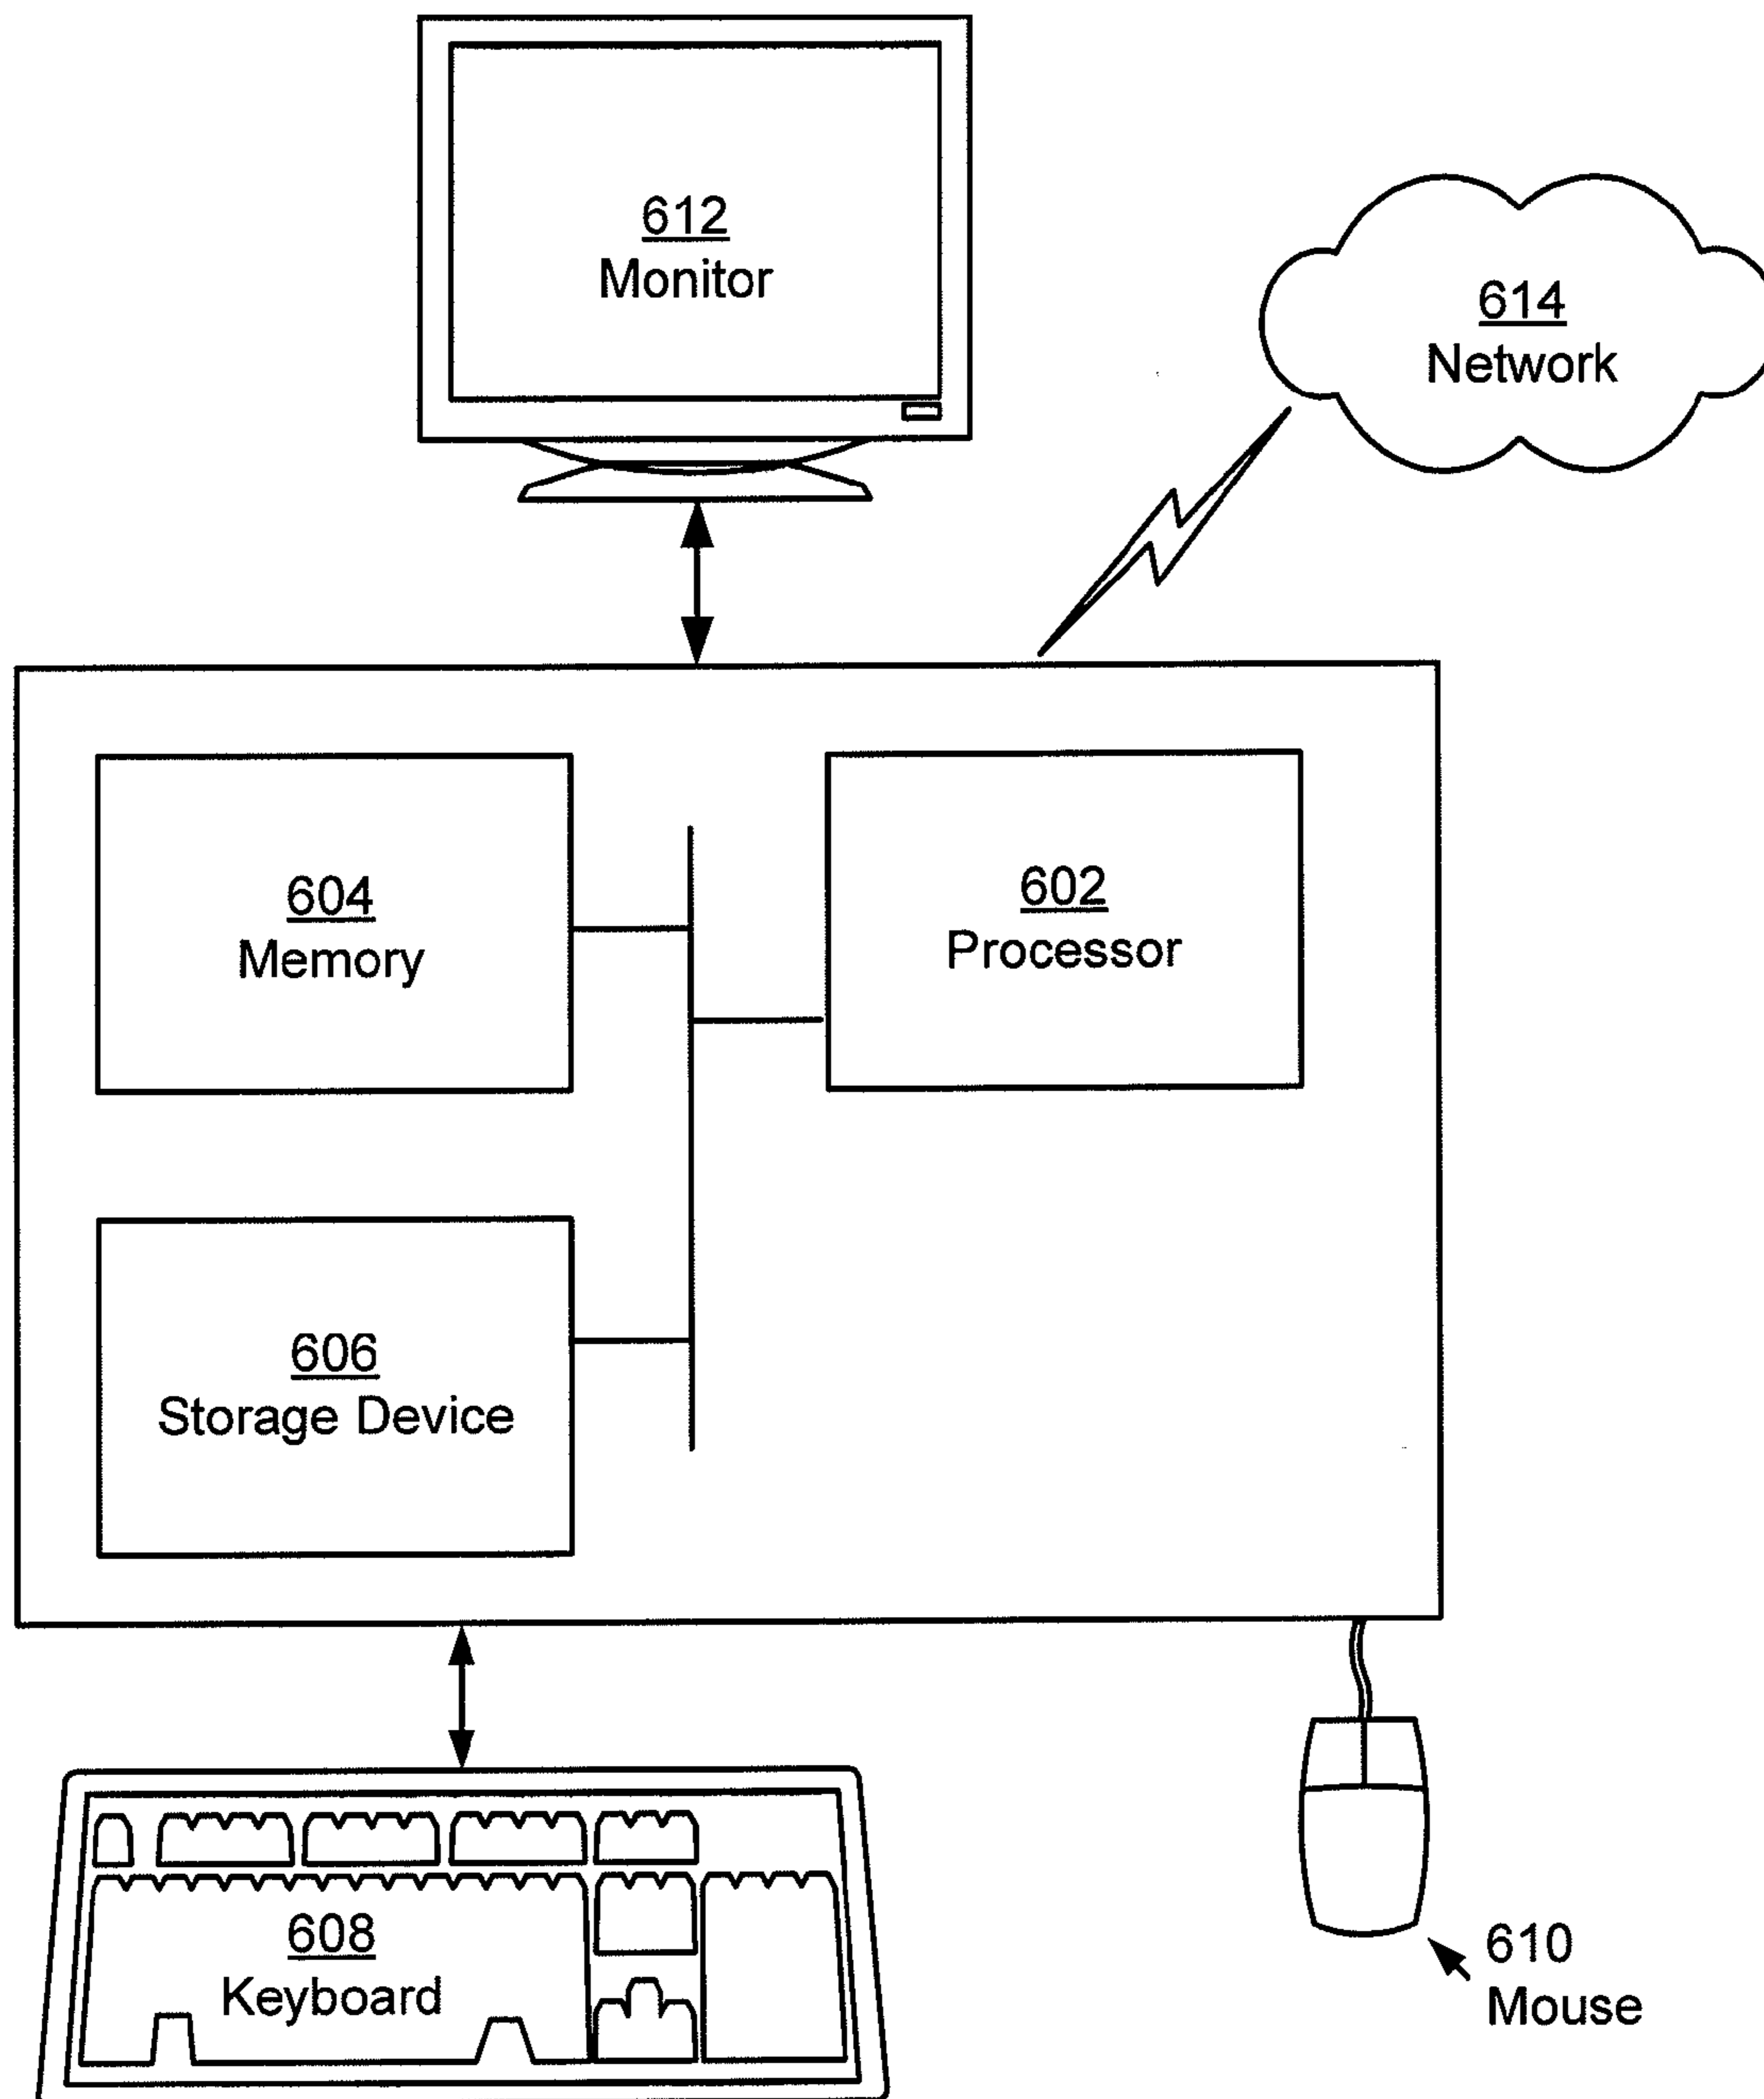 612
Monitor
614
Network
604
Memory
602
Processor
606
Storage Device
608
Keyboard
610
Mouse